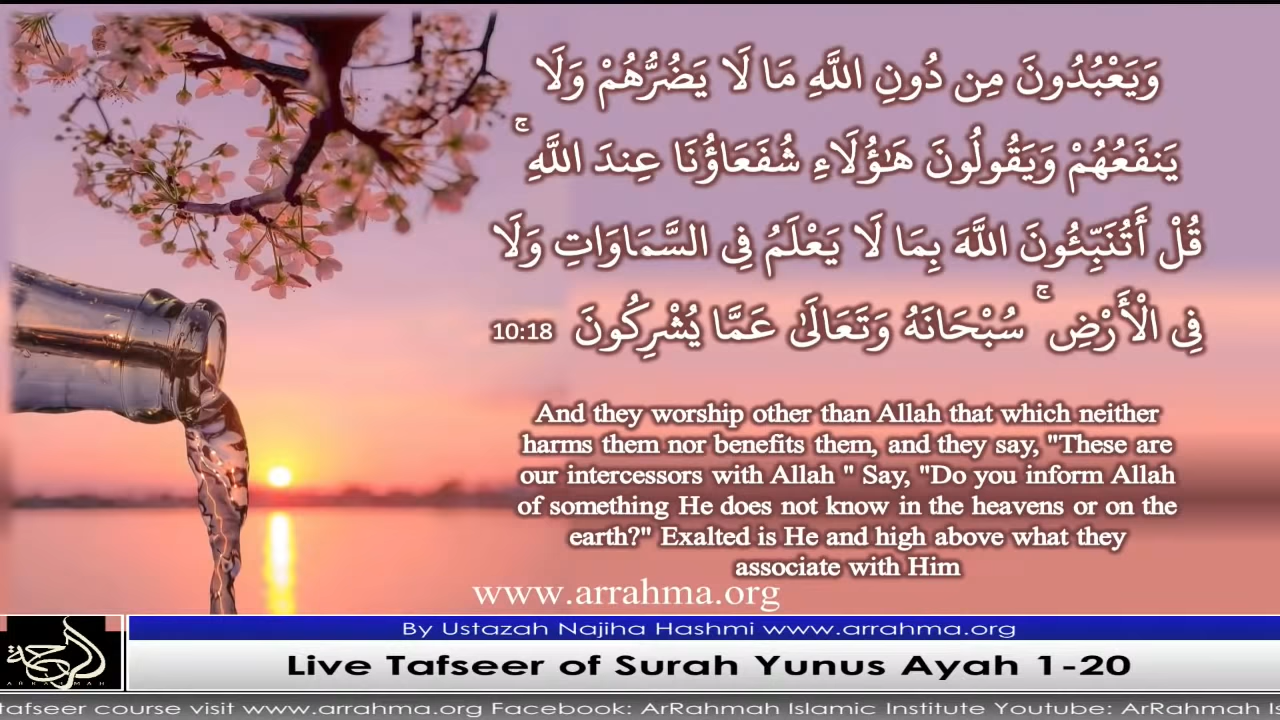 وَيَعْبُدُونَ مِن دُونِ اللَّهِ مَا لَا يَضُرُّهُمْ وَلَا
يَنفَعُهُمْ وَيَقُولُونَ هَٰؤُلَاءِ شُفَعَاؤُنَا عِندَ اللَّهِ ۚ
قُلْ أَتُنَبِّئُونَ اللَّهَ بِمَا لَا يَعْلَمُ فِي السَّمَاوَاتِ وَلَا
فِي الْأَرْضِ ۚ سُبْحَانَهُ وَتَعَالَىٰ عَمَّا يُشْرِكُونَ 10:18
And they worship other than Allah that which neither
harms them nor benefits them, and they say, "These are
our intercessors with Allah " Say, "Do you inform Allah
of something He does not know in the heavens or on the
earth?" Exalted is He and high above what they
associate with Him
www.arrahma.org
By Ustazah Najiha Hashmi www.arrahma.org
الرحمة
ARRAHMAH
Live Tafseer of Surah Yunus Ayah 1-20
tafseer course visit www.arrahma.org Facebook: ArRahmah Islamic Institute Youtube: ArRahmah Is